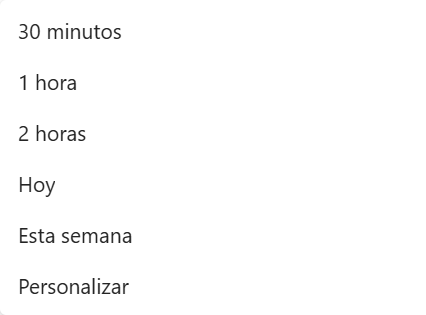 30 minutos
1 hora
2 horas
Hoy
Esta semana
Personalizar